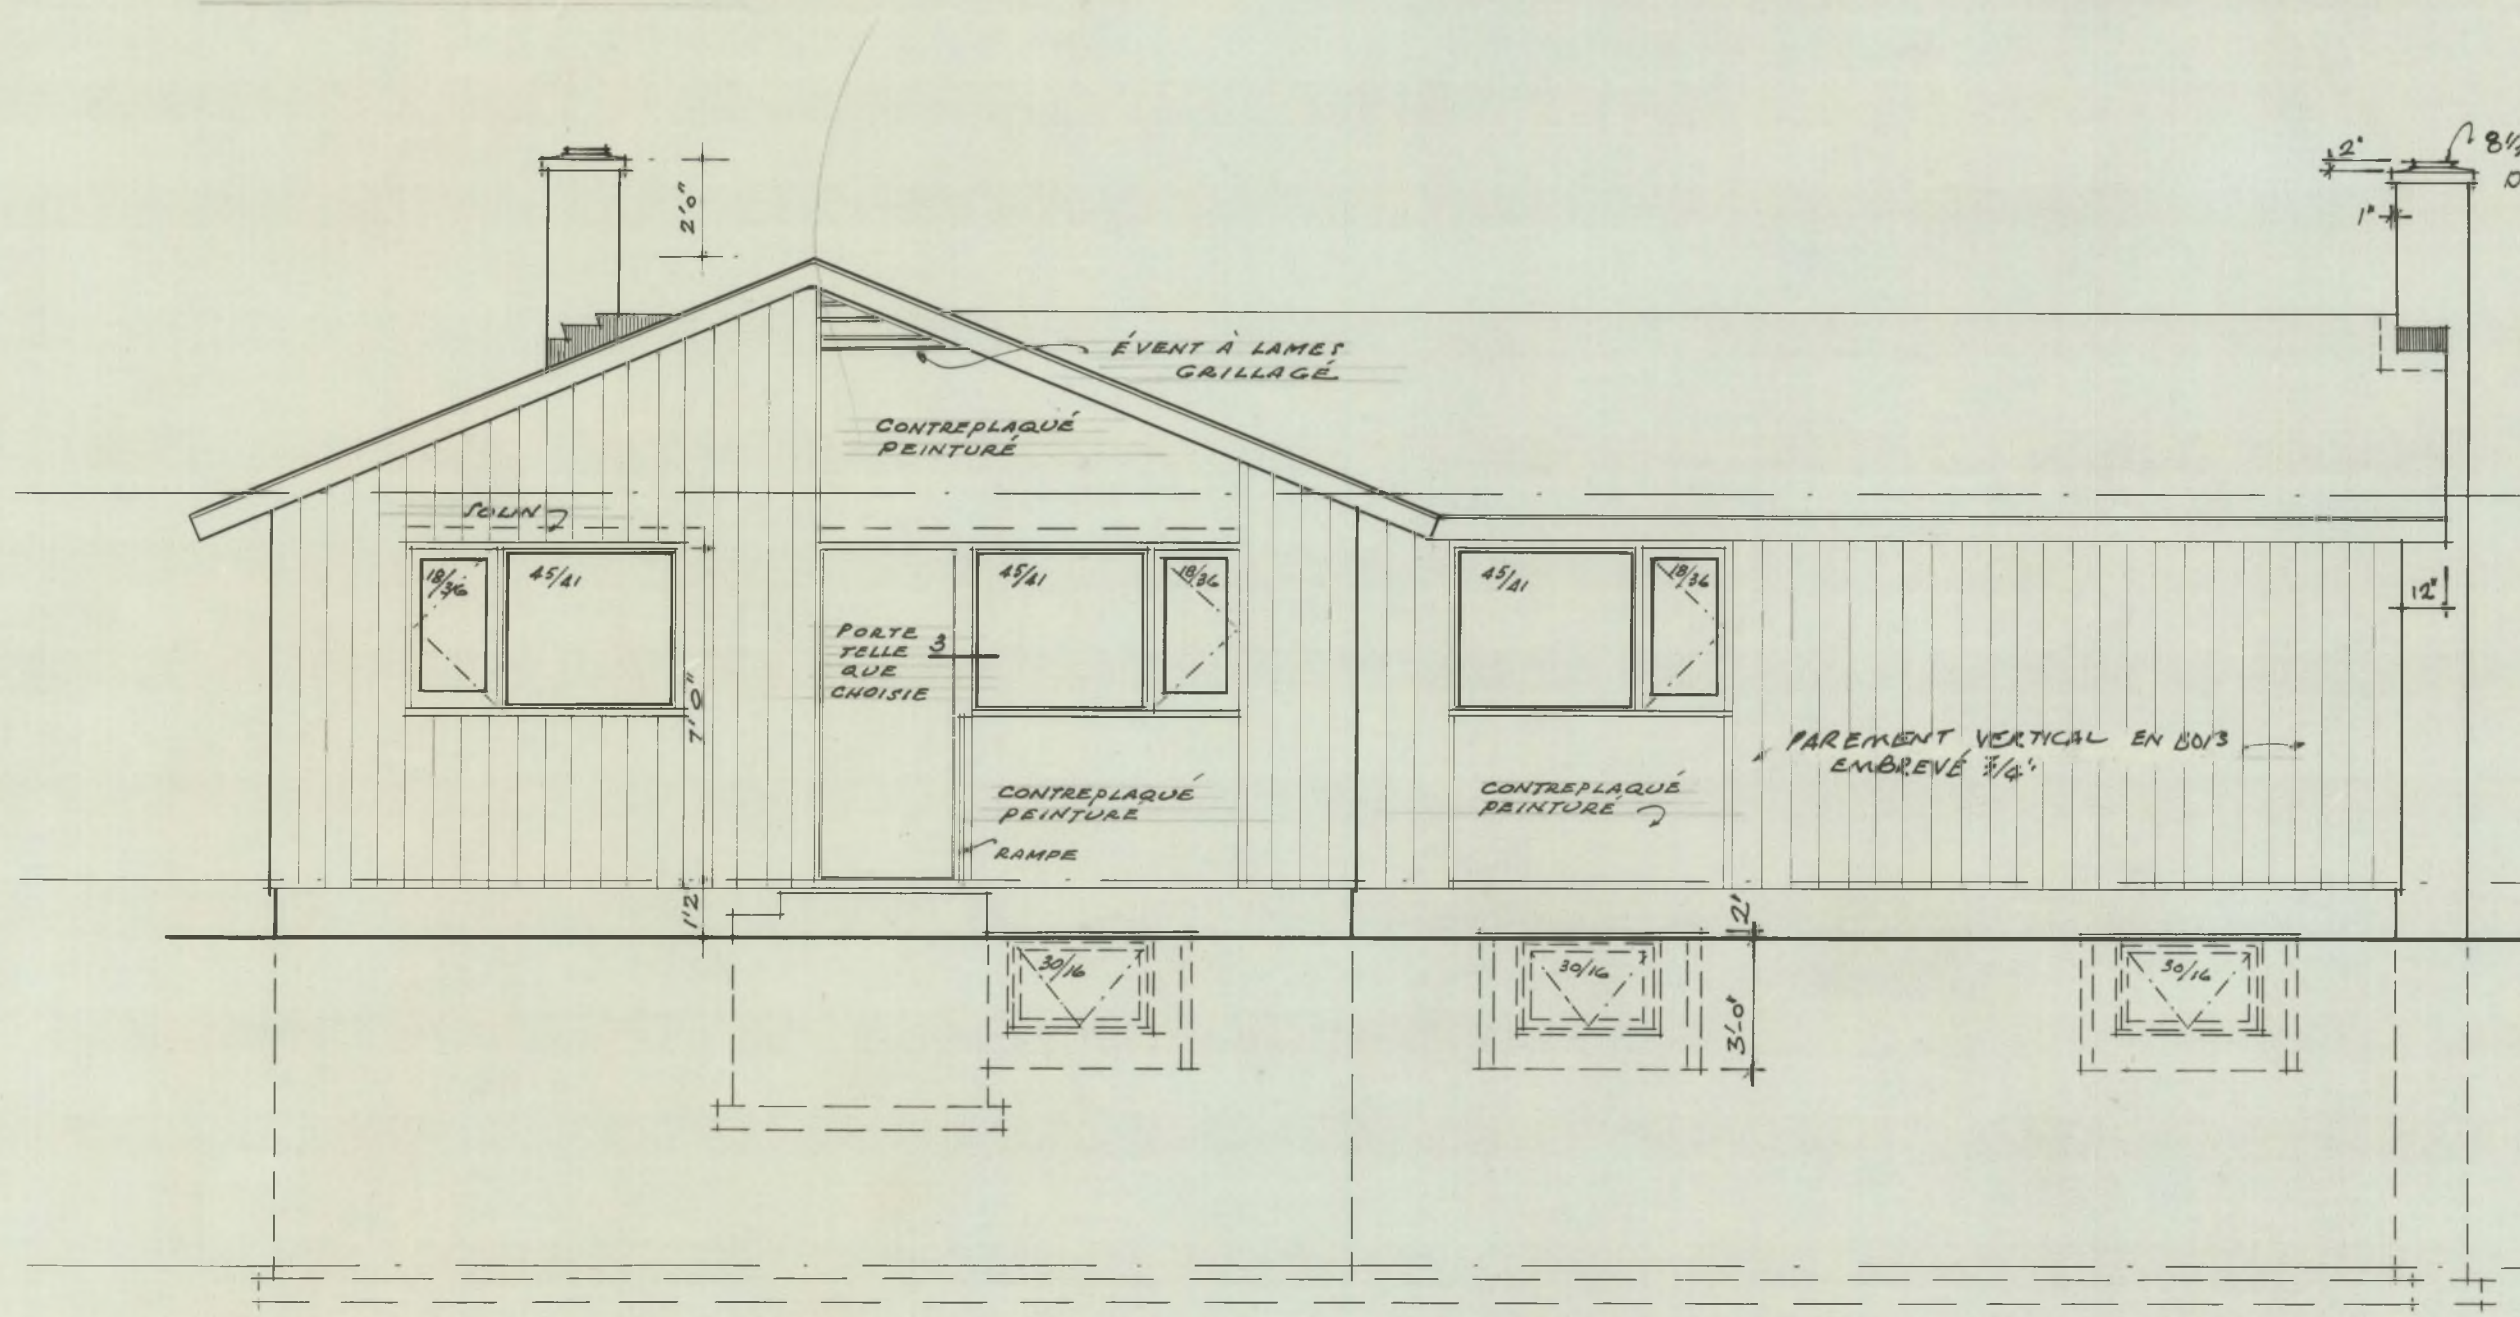 2'
8½
2'0"
1"
ÉVENT À LAMES
GRILLAGÉ
CONTREPLAQUÉ
PEINTURÉ
SOLIN
18/36
45/41
45/41
18/36
45/41
18/36
12"
PORTE
TELLE
QUE
CHOISIE
3
7'0"
PAREMENT VERTICAL EN BOIS
EMBREVÉ 3/4"
CONTREPLAQUÉ
PEINTURÉ
CONTREPLAQUÉ
PEINTURÉ
RAMPE
1'2"
2"
30/16
30/16
30/16
3'-0"